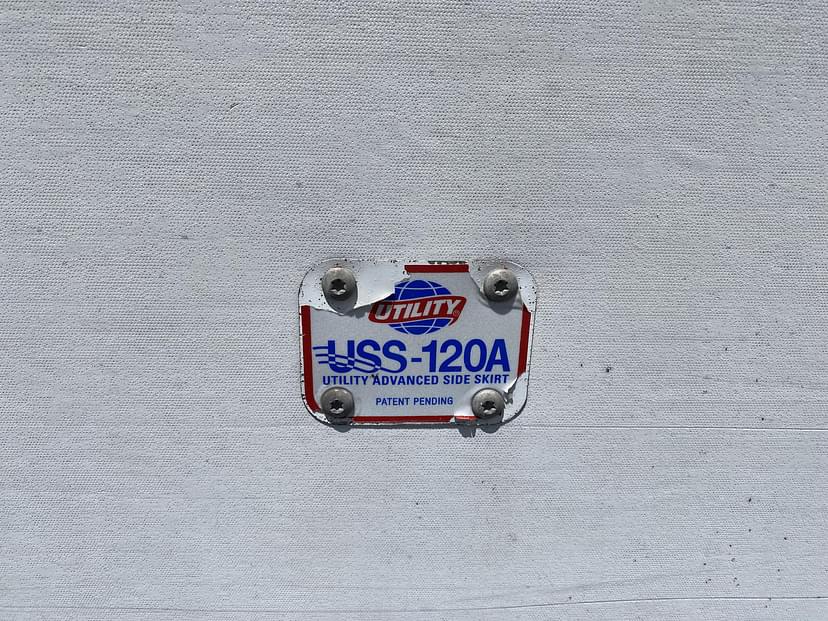 UTILITY®
USS-120A
UTILITY ADVANCED SIDE SKIRT
PATENT PENDING